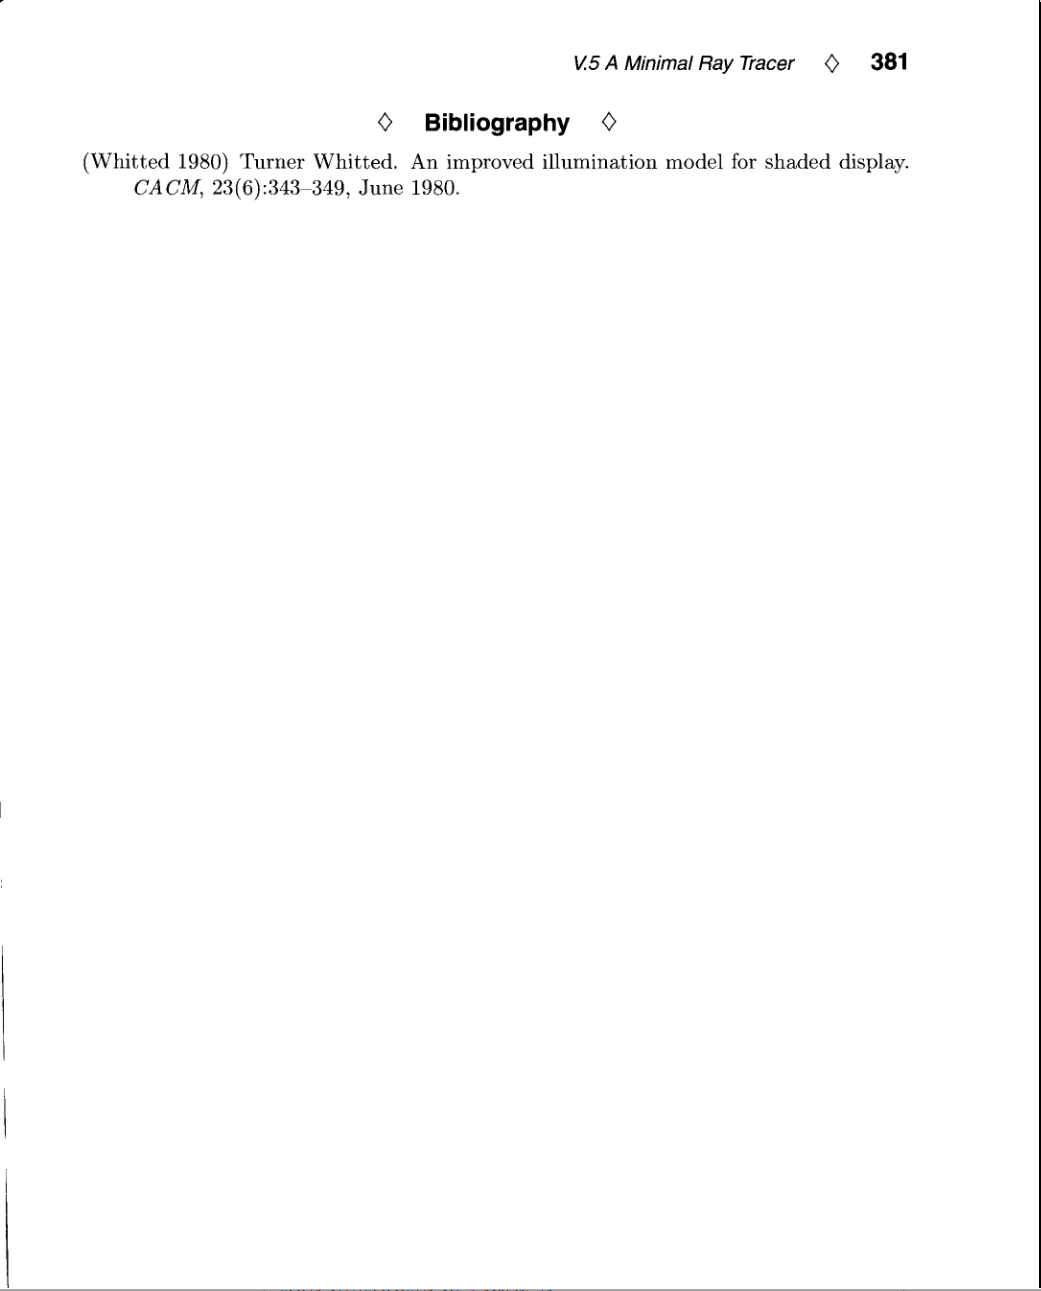 V.5 A Minimal Ray Tracer ◇ 381
◇ Bibliography ◇
(Whitted 1980) Turner Whitted. An improved illumination model for shaded display.
CACM, 23(6):343–349, June 1980.